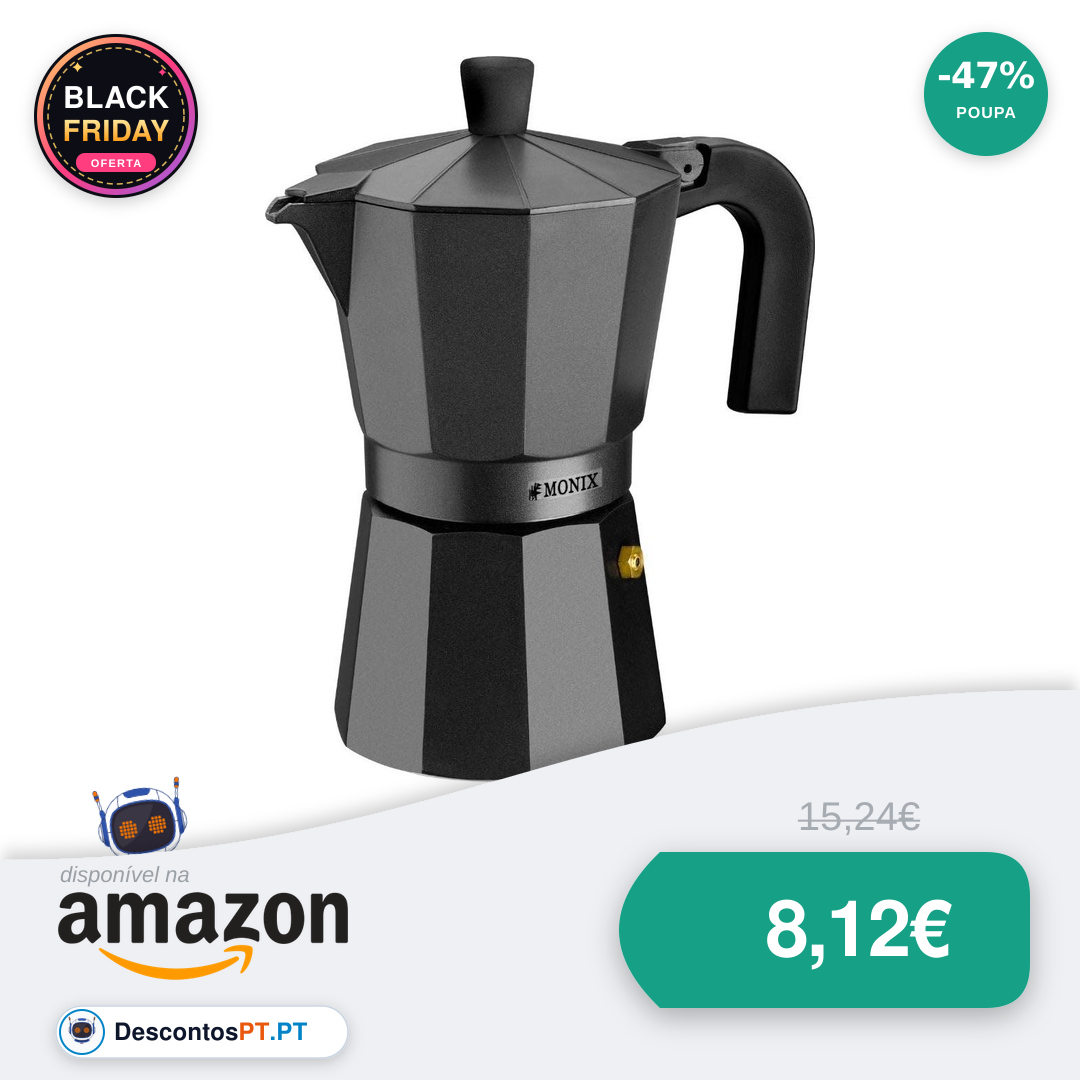 BLACK
FRIDAY
OFERTA
-47%
POUPA
MONIX
15,24€
8,12€
disponível na
amazon
DescontosPT.PT